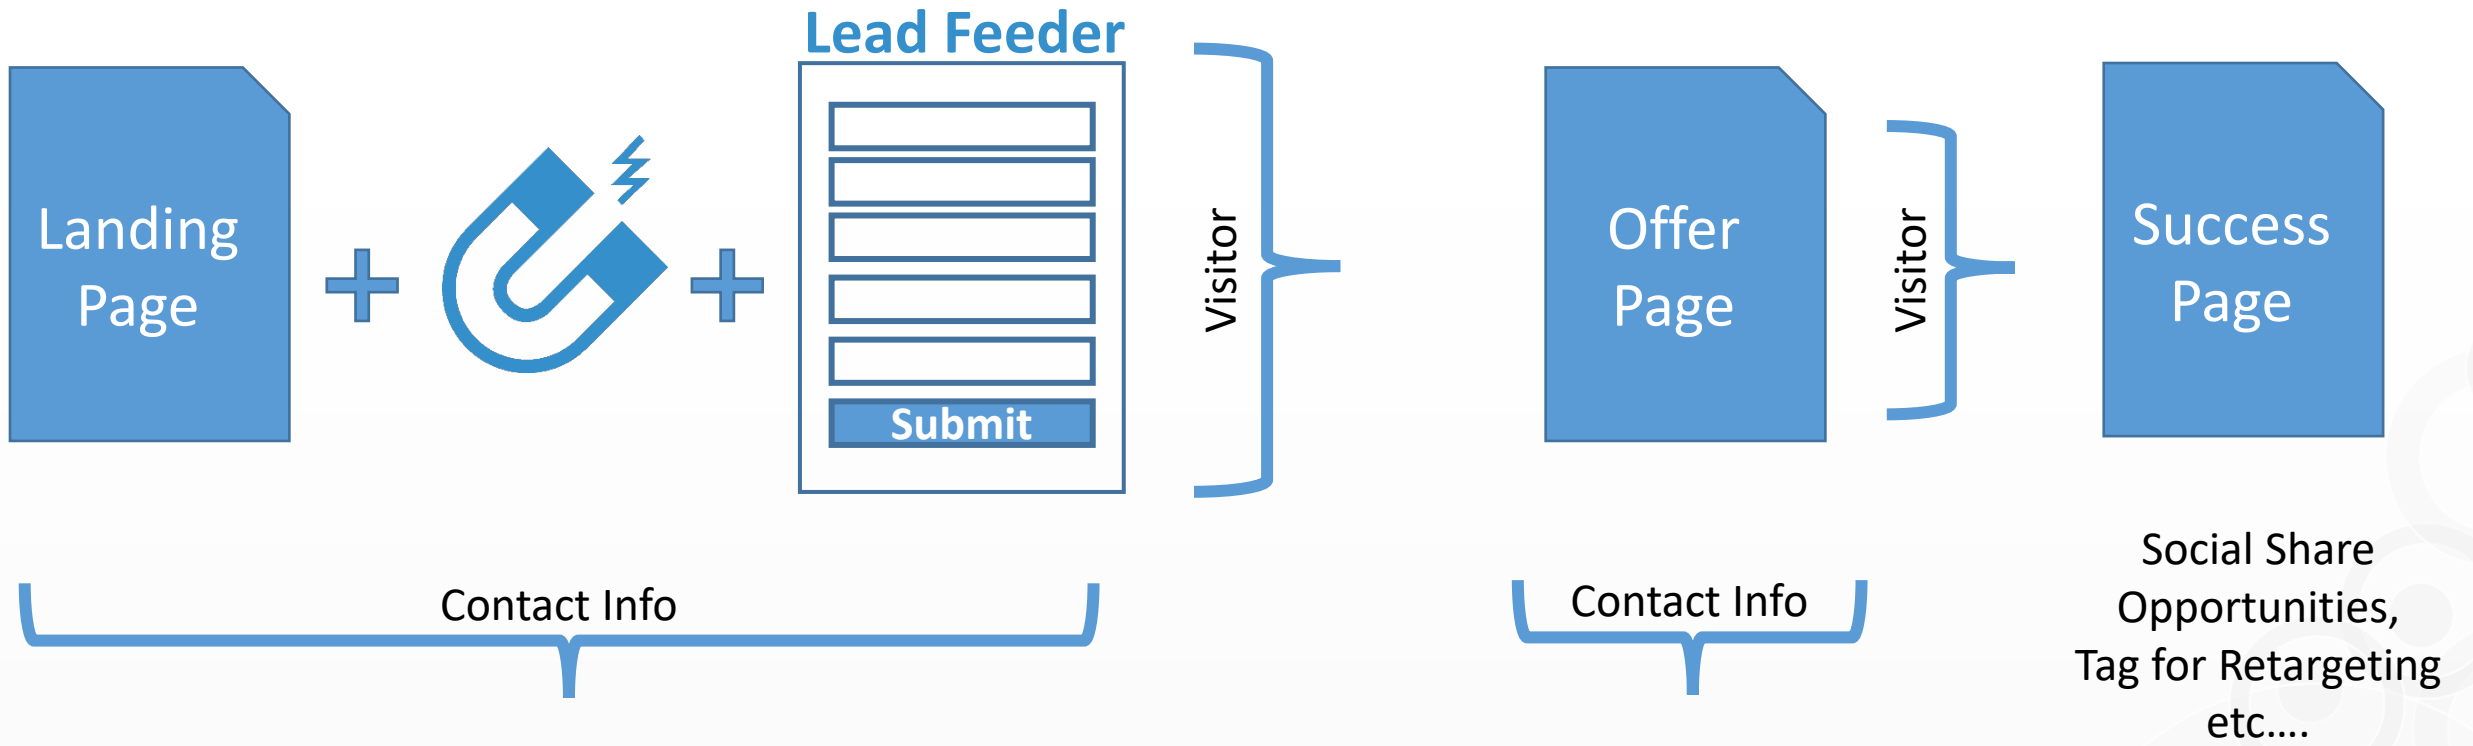 Lead Feeder
Landing
Page
Submit
Visitor
Offer
Page
Visitor
Success
Page
Contact Info
Contact Info
Social Share
Opportunities,
Tag for Retargeting
etc....